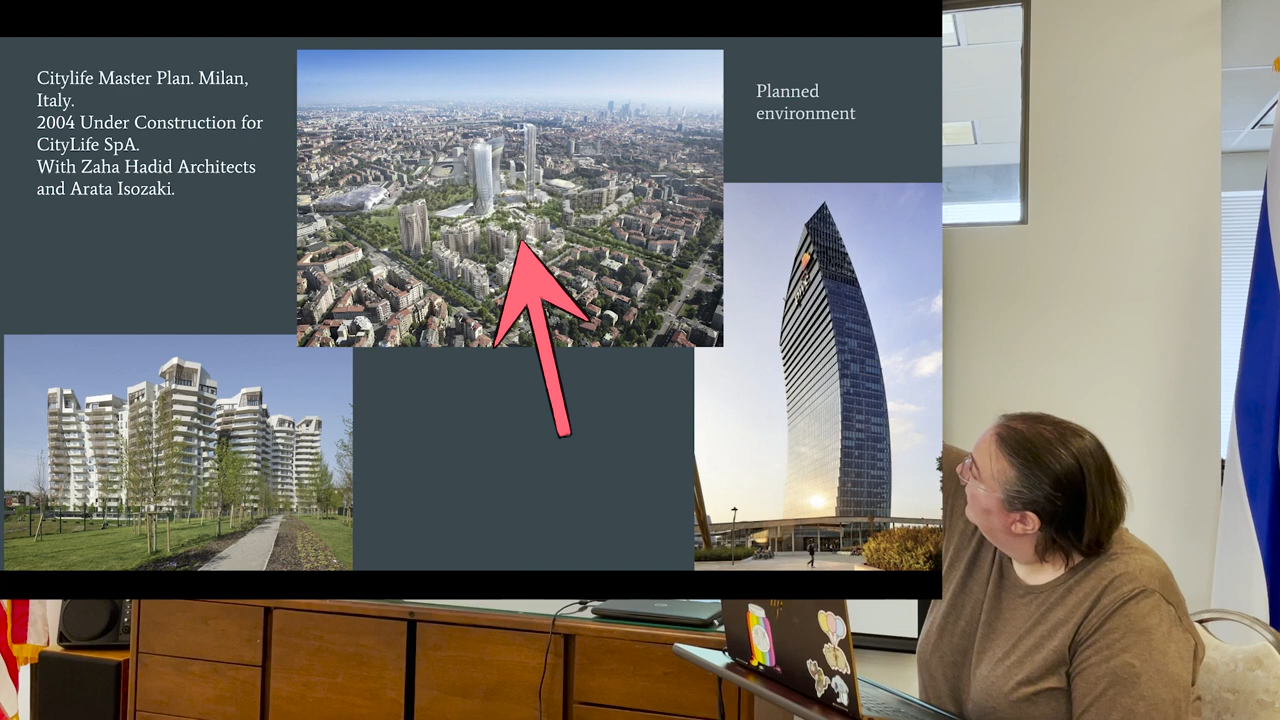 Citylife Master Plan. Milan,
Italy.
2004 Under Construction for
CityLife SpA.
With Zaha Hadid Architects
and Arata Isozaki.
Planned
environment